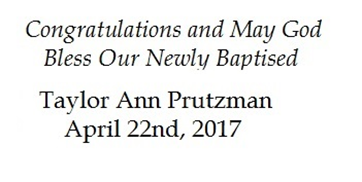 Congratulations and May God
Bless Our Newly Baptised
Taylor Ann Prutzman
April 22nd, 2017